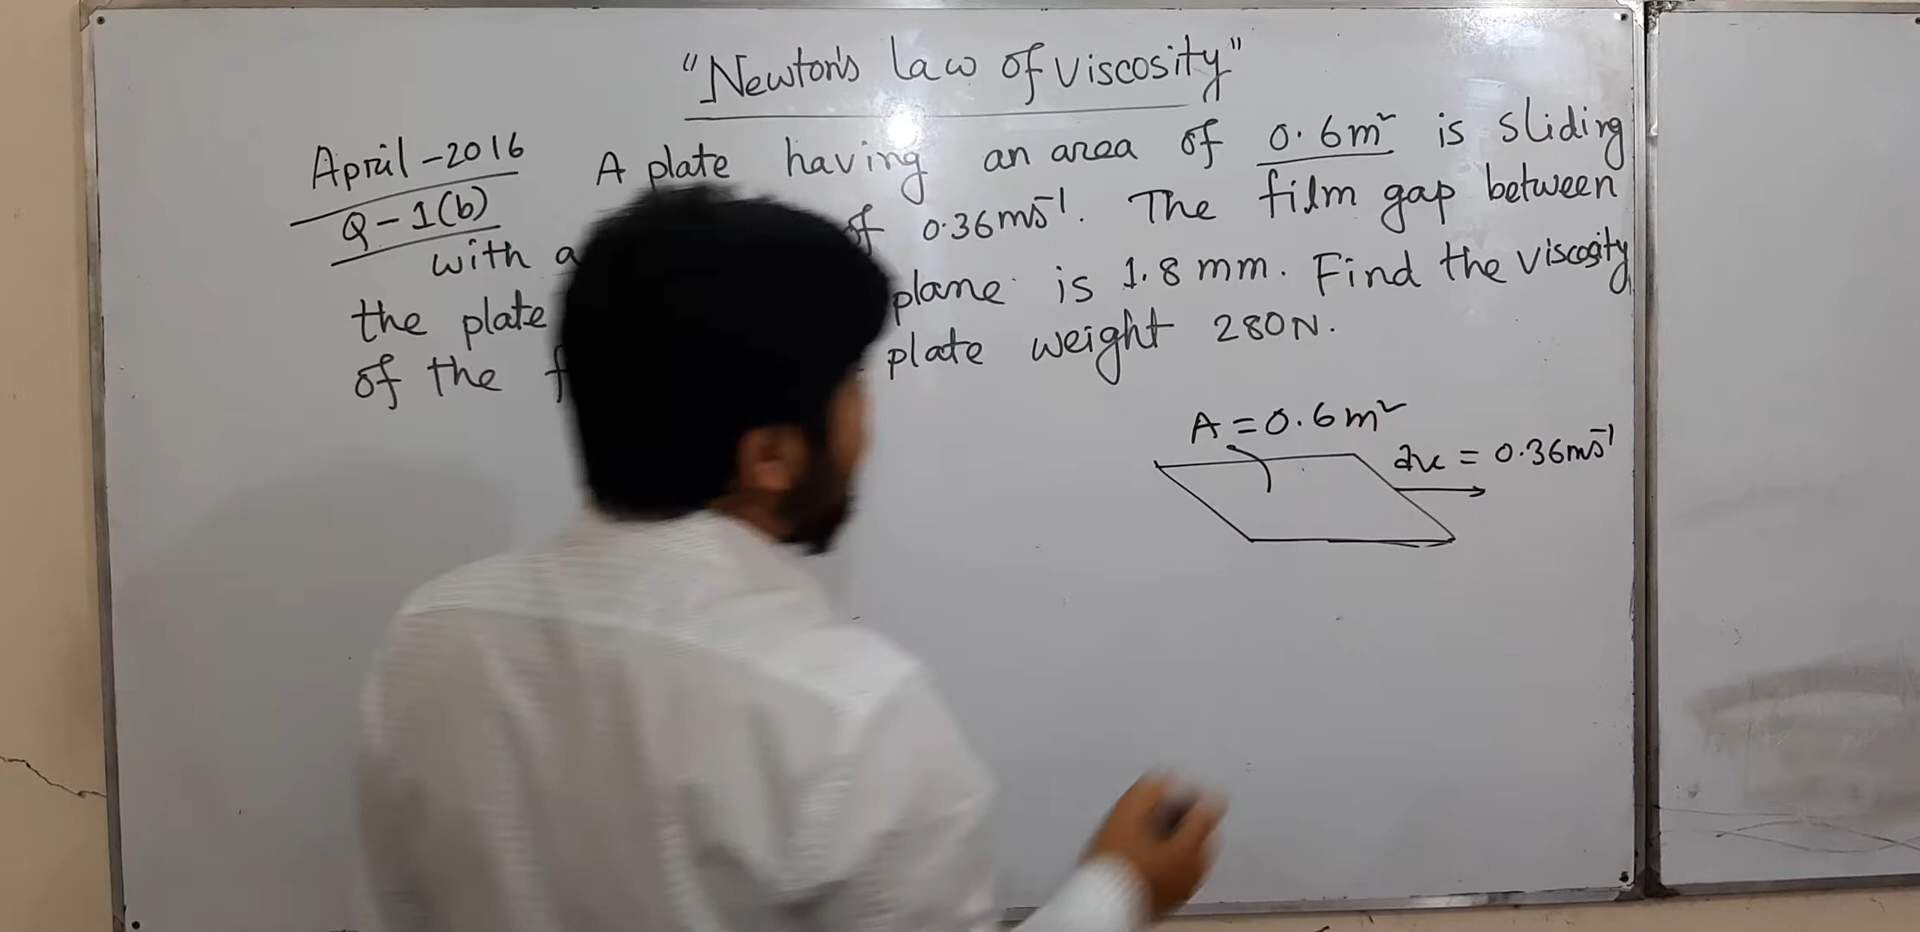 "Newton's law of viscosity"
April-2016 A plate having an area of 0.6m² is sliding
Q-1(b)
with a of 0.36ms⁻¹. The film gap between
the plate plane is 1.8 mm. Find the viscosity
of the plate weight 280N.
A = 0.6m²
∂u = 0.36ms⁻¹